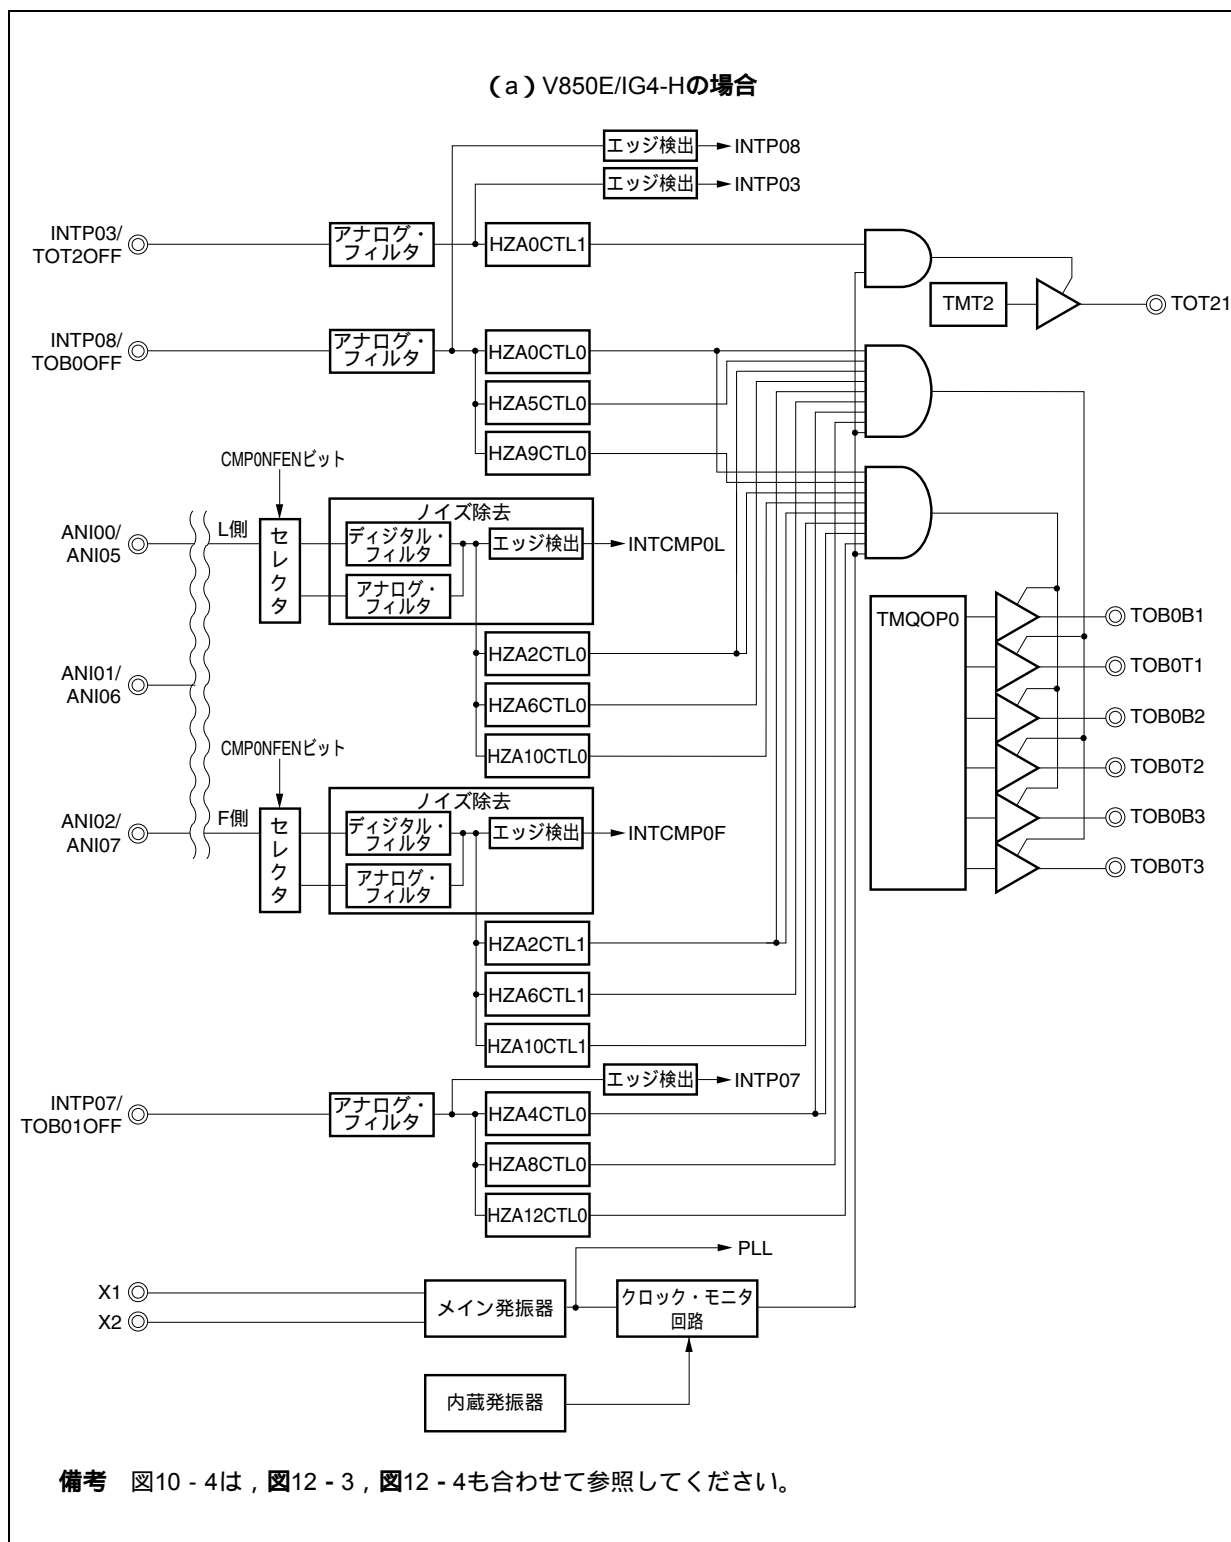 (a) V850E/IG4-Hの場合
エッジ検出
INTP08
エッジ検出
INTP03
INTP03/
TOT2OFF
アナログ・
フィルタ
HZA0CTL1
TMT2
TOT21
INTP08/
TOB0OFF
アナログ・
フィルタ
HZA0CTL0
HZA5CTL0
HZA9CTL0
CMP0NFENビット
ノイズ除去
ANI00/
ANI05
L側
セレクタ
ディジタル・
フィルタ
エッジ検出
INTCMP0L
アナログ・
フィルタ
TMQOP0
TOB0B1
HZA2CTL0
TOB0T1
ANI01/
ANI06
HZA6CTL0
TOB0B2
HZA10CTL0
CMP0NFENビット
TOB0T2
ノイズ除去
ANI02/
ANI07
F側
セレクタ
ディジタル・
フィルタ
エッジ検出
INTCMP0F
TOB0B3
アナログ・
フィルタ
TOB0T3
HZA2CTL1
HZA6CTL1
HZA10CTL1
エッジ検出
INTP07
INTP07/
TOB01OFF
アナログ・
フィルタ
HZA4CTL0
HZA8CTL0
HZA12CTL0
PLL
X1
X2
メイン発振器
クロック・モニタ
回路
内蔵発振器
備考 図10-4は,図12-3,図12-4も合わせて参照してください。